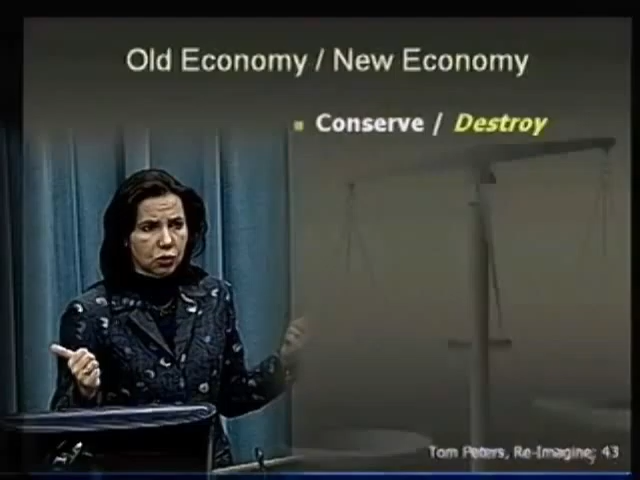 Old Economy / New Economy
Conserve / Destroy
Tom Peters, Re-Imagine, 43